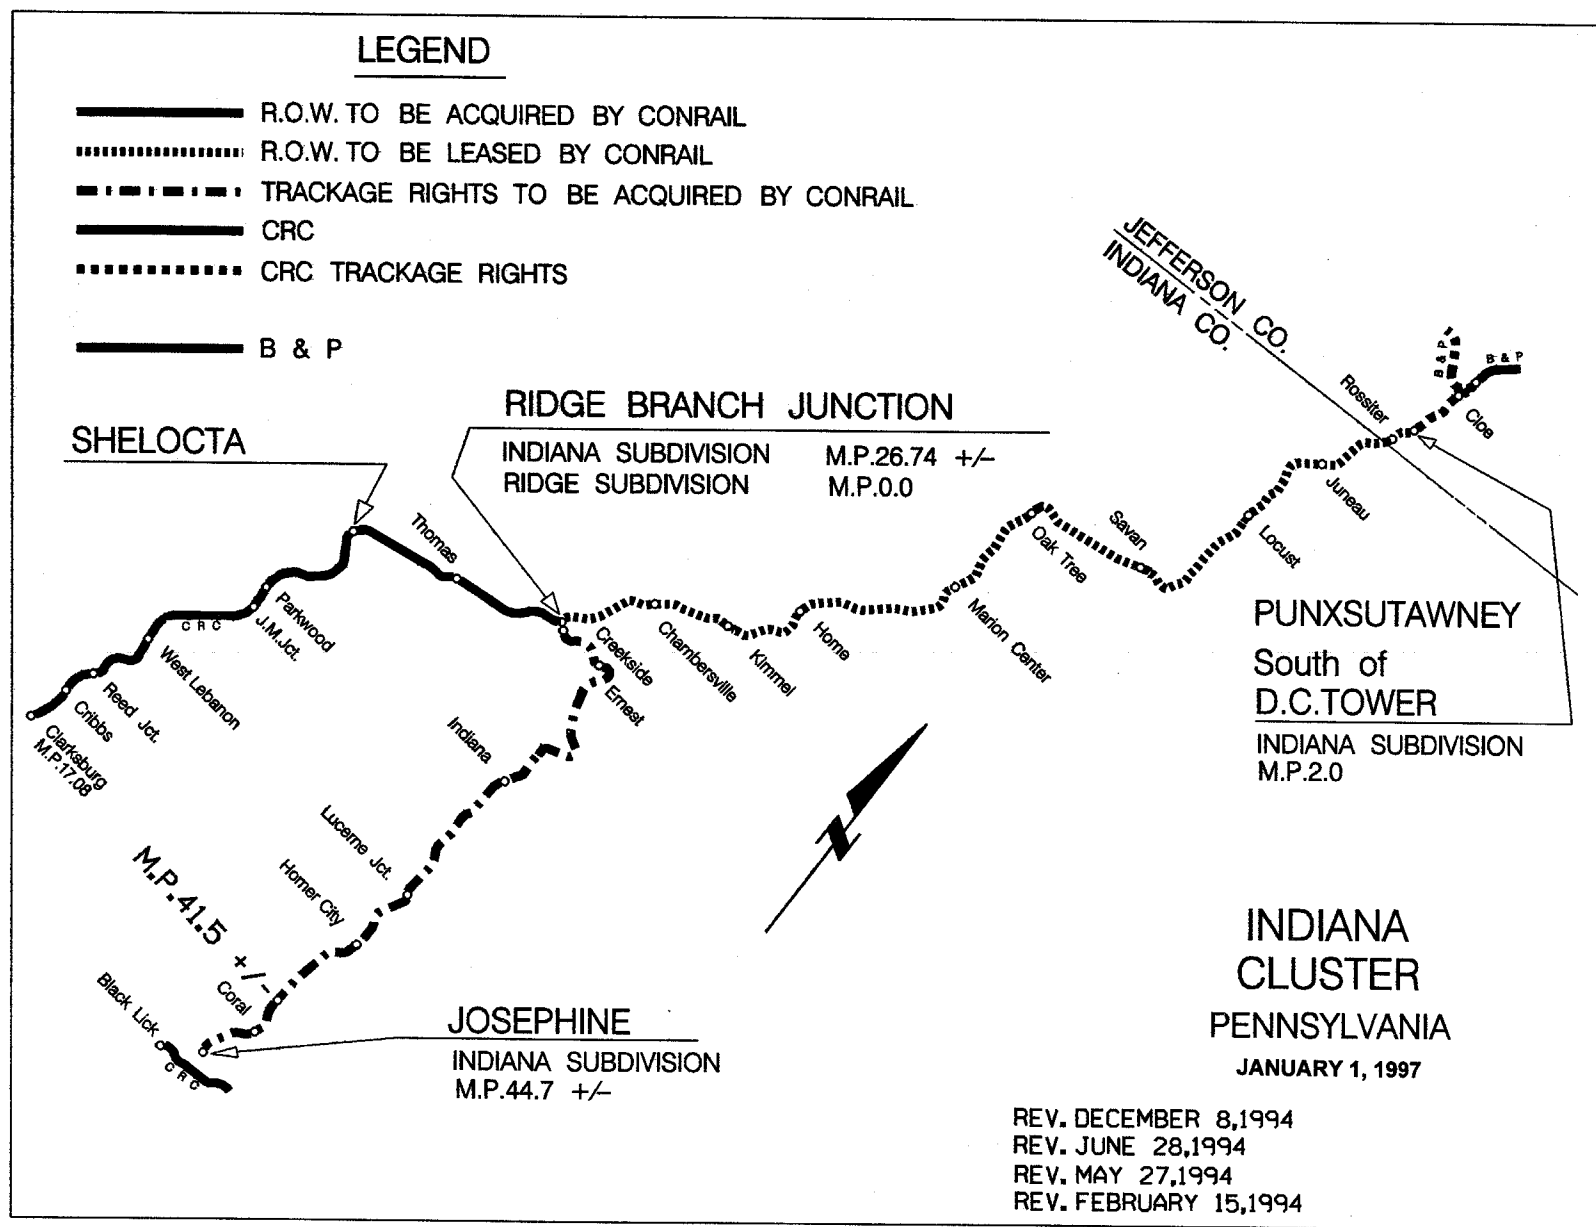 LEGEND
R.O.W. TO BE ACQUIRED BY CONRAIL
R.O.W. TO BE LEASED BY CONRAIL
TRACKAGE RIGHTS TO BE ACQUIRED BY CONRAIL
CRC
CRC TRACKAGE RIGHTS
B & P
JEFFERSON CO.
INDIANA CO.
B & P
B & P
Rossiter
Cloe
RIDGE BRANCH JUNCTION
INDIANA SUBDIVISION M.P.26.74 +/-
RIDGE SUBDIVISION M.P.0.0
SHELOCTA
Thomas
Parkwood
J.M.Jct.
CRC
West Lebanon
Reed Jct.
Cribbs
Clarksburg
M.P.17.08
Creekside
Ernest
Chambersville
Kimmel
Home
Marion Center
Oak Tree
Savan
Locust
Juneau
PUNXSUTAWNEY
South of
D.C.TOWER
INDIANA SUBDIVISION
M.P.2.0
Indiana
Lucerne Jct.
Homer City
M.P.41.5 +/-
Coral
Black Lick
CRC
JOSEPHINE
INDIANA SUBDIVISION
M.P.44.7 +/-
N
INDIANA
CLUSTER
PENNSYLVANIA
JANUARY 1, 1997
REV. DECEMBER 8,1994
REV. JUNE 28,1994
REV. MAY 27,1994
REV. FEBRUARY 15,1994